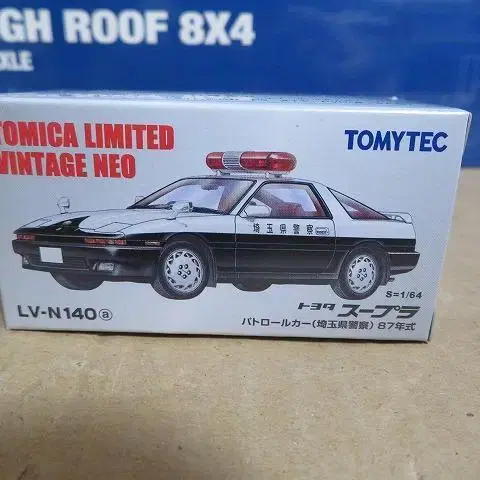 GH ROOF 8X4
XLE
TOMICA LIMITED
VINTAGE NEO
TOMYTEC
埼玉県警察
S=1/64
LV-N140 ⓐ
トヨタ スープラ
パトロールカー(埼玉県警察) 87年式